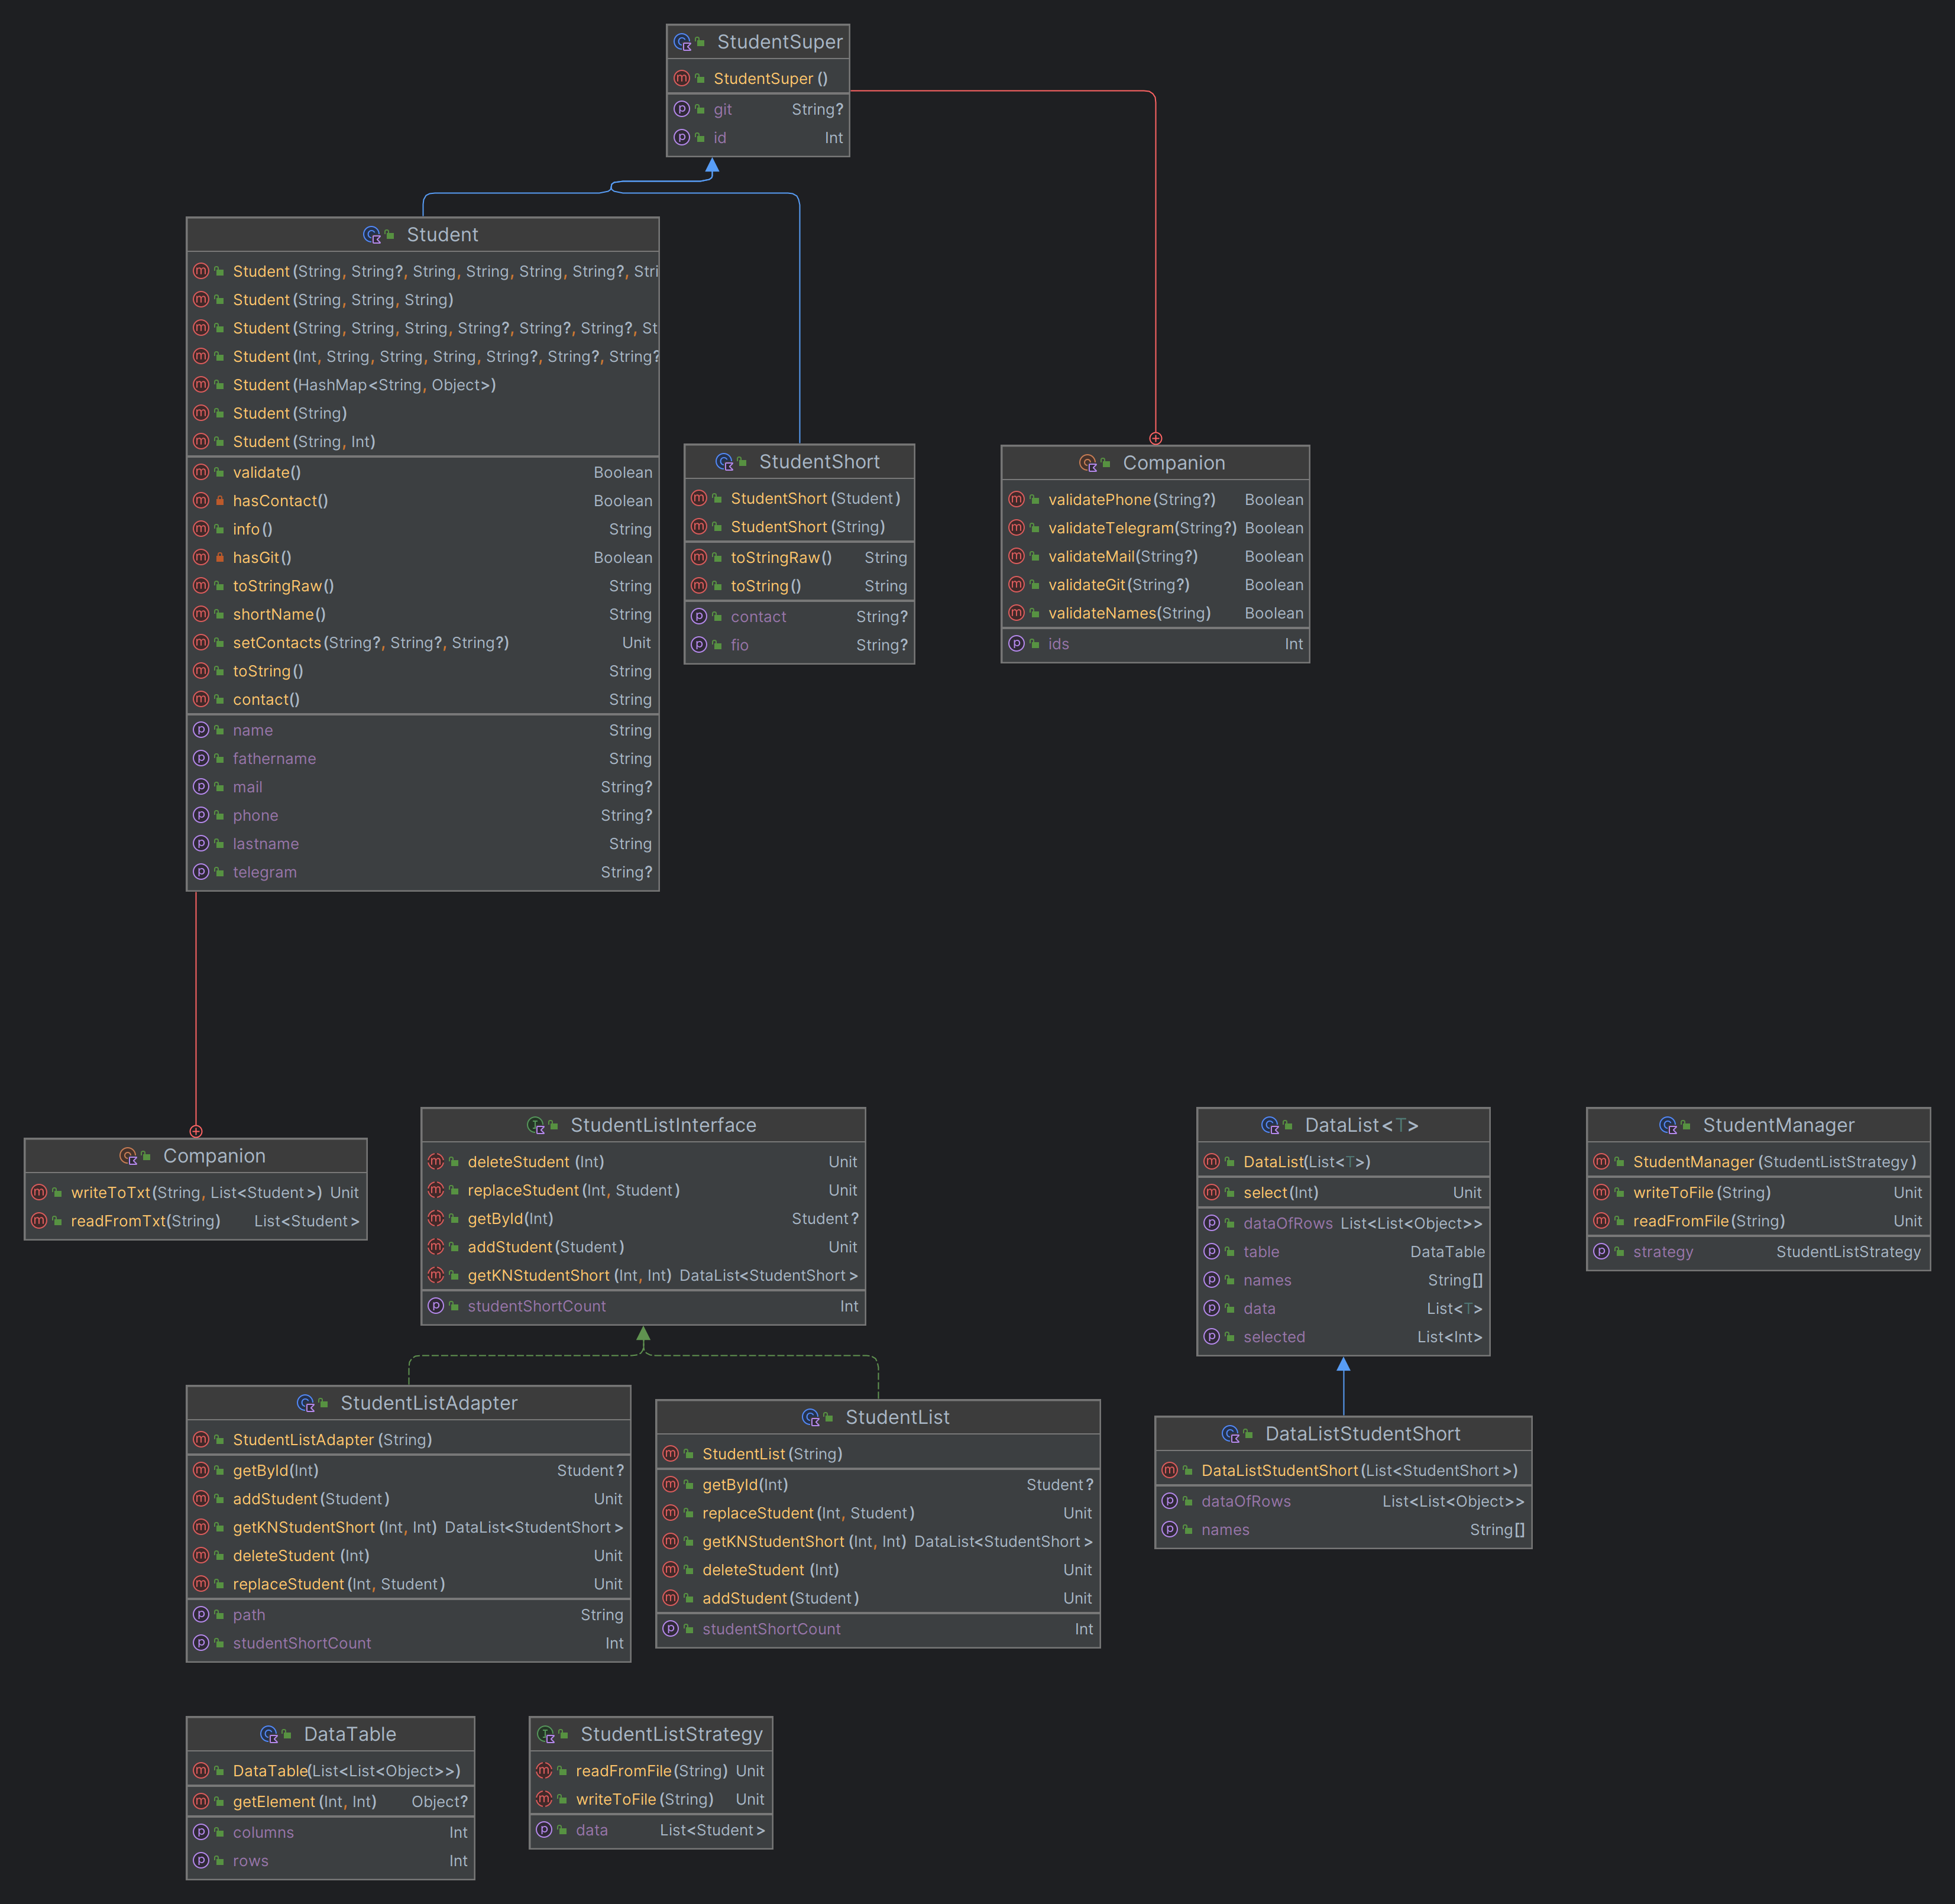 StudentSuper
StudentSuper()
git String?
id Int
Student
Student(String, String?, String, String, String, String?, Stri
Student(String, String, String)
Student(String, String, String, String?, String?, String?, St
Student(Int, String, String, String, String?, String?, String?
Student(HashMap<String, Object>)
Student(String)
Student(String, Int)
validate() Boolean
hasContact() Boolean
info() String
hasGit() Boolean
toStringRaw() String
shortName() String
setContacts(String?, String?, String?) Unit
toString() String
contact() String
name String
fathername String
mail String?
phone String?
lastname String
telegram String?
StudentShort
StudentShort(Student)
StudentShort(String)
toStringRaw() String
toString() String
contact String?
fio String?
Companion
validatePhone(String?) Boolean
validateTelegram(String?) Boolean
validateMail(String?) Boolean
validateGit(String?) Boolean
validateNames(String) Boolean
ids Int
Companion
writeToTxt(String, List<Student>) Unit
readFromTxt(String) List<Student>
StudentListInterface
deleteStudent(Int) Unit
replaceStudent(Int, Student) Unit
getById(Int) Student?
addStudent(Student) Unit
getKNStudentShort(Int, Int) DataList<StudentShort>
studentShortCount Int
DataList<T>
DataList(List<T>)
select(Int) Unit
dataOfRows List<List<Object>>
table DataTable
names String[]
data List<T>
selected List<Int>
StudentManager
StudentManager(StudentListStrategy)
writeToFile(String) Unit
readFromFile(String) Unit
strategy StudentListStrategy
StudentListAdapter
StudentListAdapter(String)
getById(Int) Student?
addStudent(Student) Unit
getKNStudentShort(Int, Int) DataList<StudentShort>
deleteStudent(Int) Unit
replaceStudent(Int, Student) Unit
path String
studentShortCount Int
StudentList
StudentList(String)
getById(Int) Student?
replaceStudent(Int, Student) Unit
getKNStudentShort(Int, Int) DataList<StudentShort>
deleteStudent(Int) Unit
addStudent(Student) Unit
studentShortCount Int
DataListStudentShort
DataListStudentShort(List<StudentShort>)
dataOfRows List<List<Object>>
names String[]
DataTable
DataTable(List<List<Object>>)
getElement(Int, Int) Object?
columns Int
rows Int
StudentListStrategy
readFromFile(String) Unit
writeToFile(String) Unit
data List<Student>